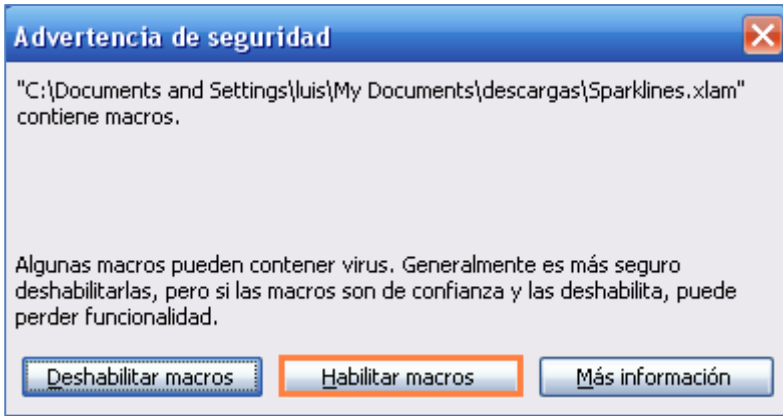 Advertencia de seguridad
"C:\Documents and Settings\luis\My Documents\descargas\Sparklines.xlam"
contiene macros.
Algunas macros pueden contener virus. Generalmente es más seguro
deshabilitarlas, pero si las macros son de confianza y las deshabilita, puede
perder funcionalidad.
Deshabilitar macros Habilitar macros Más información